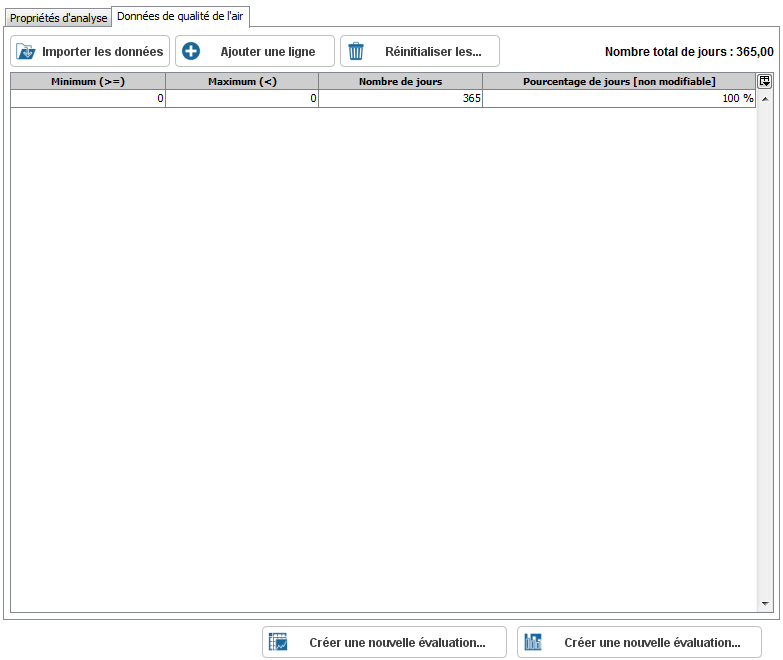 Propriétés d'analyse Données de qualité de l'air
Importer les données Ajouter une ligne Réinitialiser les... Nombre total de jours : 365,00
Minimum (>=) Maximum (<) Nombre de jours Pourcentage de jours [non modifiable]
0 0 365 100 %
Créer une nouvelle évaluation... Créer une nouvelle évaluation...